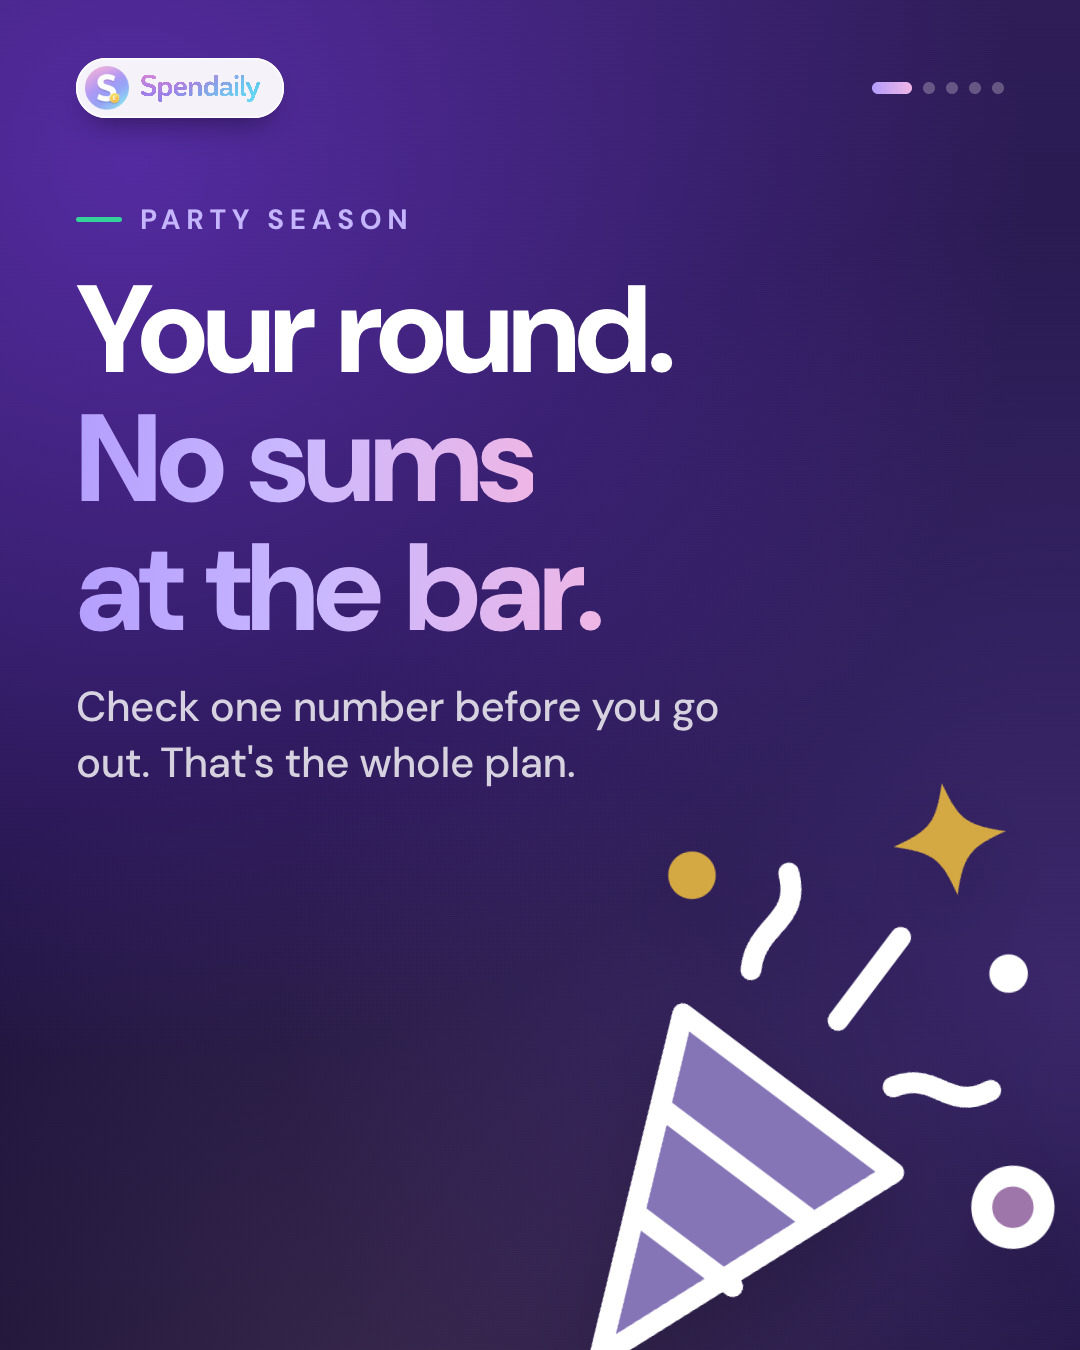 Spendaily
PARTY SEASON
Your round.
No sums
at the bar.
Check one number before you go
out. That's the whole plan.